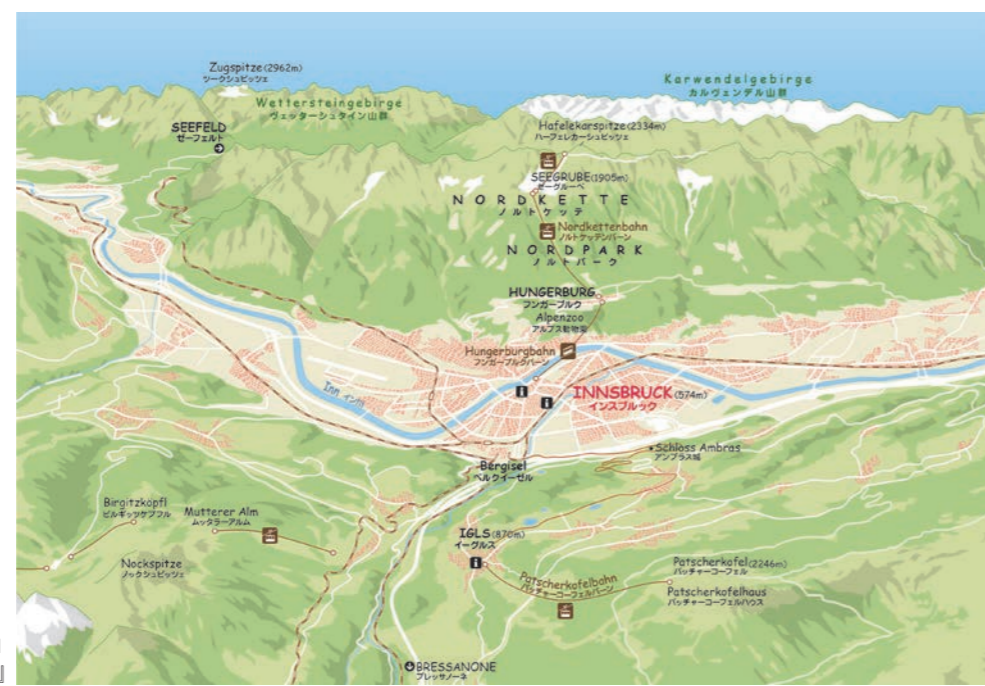 Zugspitze(2962m)
ツークシュピッツェ
Karwendelgebirge
カルヴェンデル山群
Wettersteingebirge
ヴェッターシュタイン山群
SEEFELD
ゼーフェルト
Hafelekarspitze(2334m)
ハーフェレカーシュピッツェ
SEEGRUBE(1905m)
ゼーグルーベ
NORDKETTE
ノルトケッテ
Nordkettenbahn
ノルトケッテンバーン
NORDPARK
ノルトパーク
HUNGERBURG
フンガーブルク
Alpenzoo
アルプス動物園
Hungerburgbahn
フンガーブルクバーン
Inn イン川
INNSBRUCK(574m)
インスブルック
Schloss Ambras
アンブラス城
Bergisel
ベルクイーゼル
Birgitzkopfl
ビルギッツケプフル
Mutterer Alm
ムッタラーアルム
IGLS(870m)
イーグルス
Nockspitze
ノックシュピッツェ
Patscherkofelbahn
パッチャーコーフェルバーン
Patscherkofel(2246m)
パッチャーコーフェル
Patscherkofelhaus
パッチャーコーフェルハウス
BRESSANONE
ブレッサノーネ